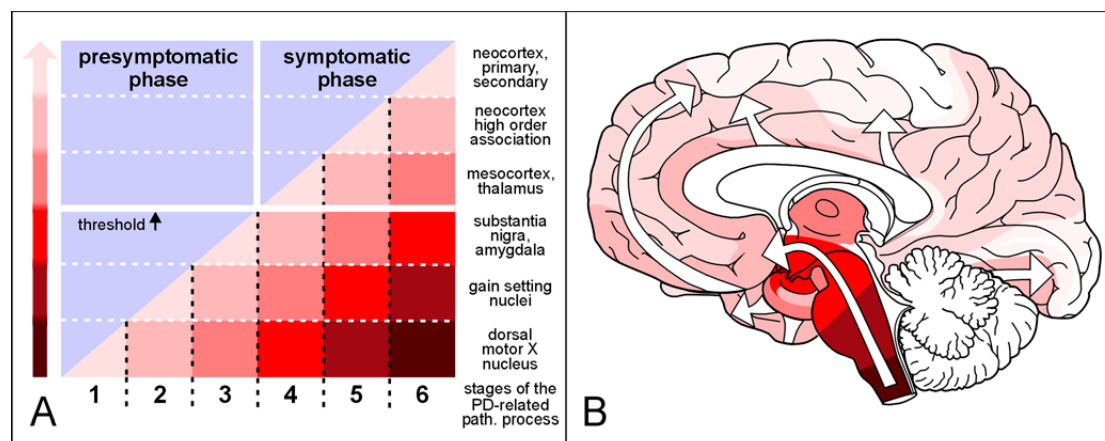 presymptomatic
phase
symptomatic
phase
neocortex,
primary,
secondary
neocortex
high order
association
mesocortex,
thalamus
threshold
substantia
nigra,
amygdala
gain setting
nuclei
dorsal
motor X
nucleus
1 2 3 4 5 6
stages of the
PD-related
path. process
A
B